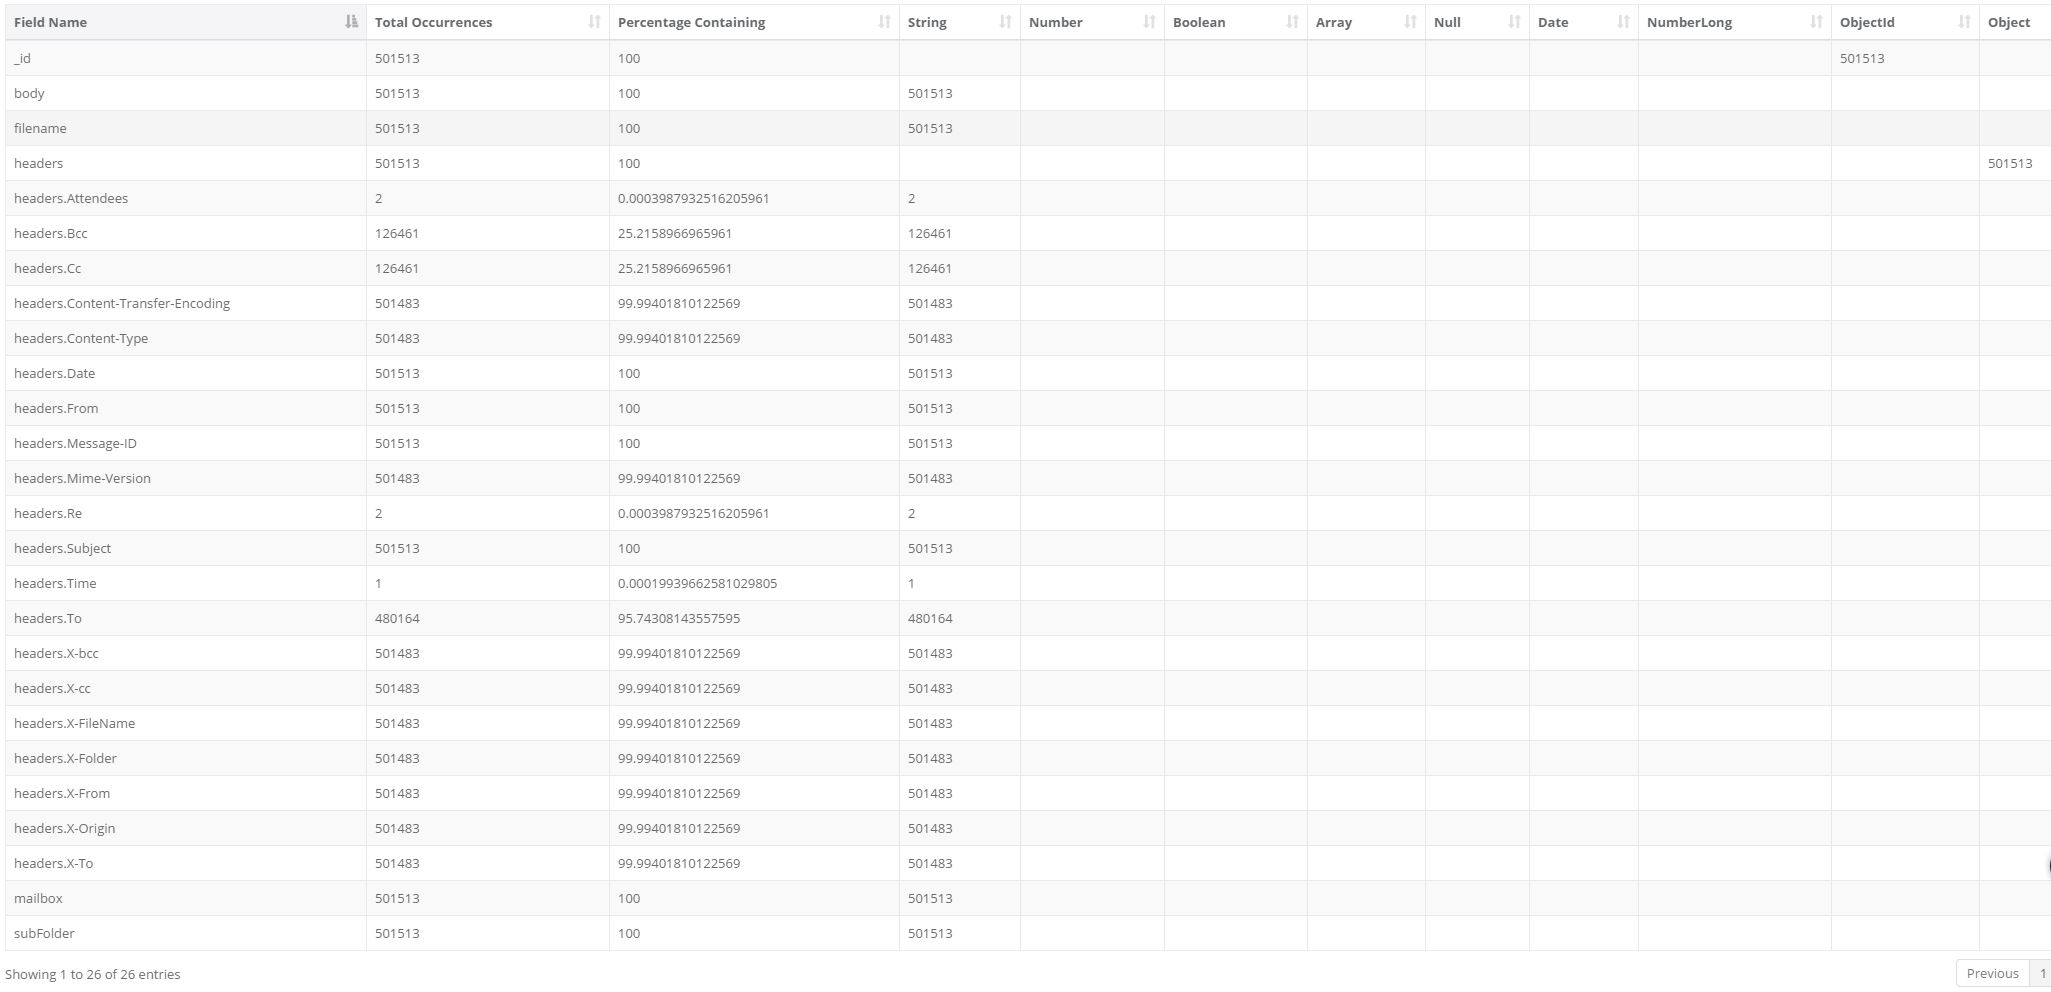 Field Name Total Occurrences Percentage Containing String Number Boolean Array Null Date NumberLong ObjectId Object
_id 501513 100 501513
body 501513 100 501513
filename 501513 100 501513
headers 501513 100 501513
headers.Attendees 2 0.0003987932516205961 2
headers.Bcc 126461 25.2158966965961 126461
headers.Cc 126461 25.2158966965961 126461
headers.Content-Transfer-Encoding 501483 99.99401810122569 501483
headers.Content-Type 501483 99.99401810122569 501483
headers.Date 501513 100 501513
headers.From 501513 100 501513
headers.Message-ID 501513 100 501513
headers.Mime-Version 501483 99.99401810122569 501483
headers.Re 2 0.0003987932516205961 2
headers.Subject 501513 100 501513
headers.Time 1 0.00019939662581029805 1
headers.To 480164 95.74308143557595 480164
headers.X-bcc 501483 99.99401810122569 501483
headers.X-cc 501483 99.99401810122569 501483
headers.X-FileName 501483 99.99401810122569 501483
headers.X-Folder 501483 99.99401810122569 501483
headers.X-From 501483 99.99401810122569 501483
headers.X-Origin 501483 99.99401810122569 501483
headers.X-To 501483 99.99401810122569 501483
mailbox 501513 100 501513
subFolder 501513 100 501513
Showing 1 to 26 of 26 entries Previous 1